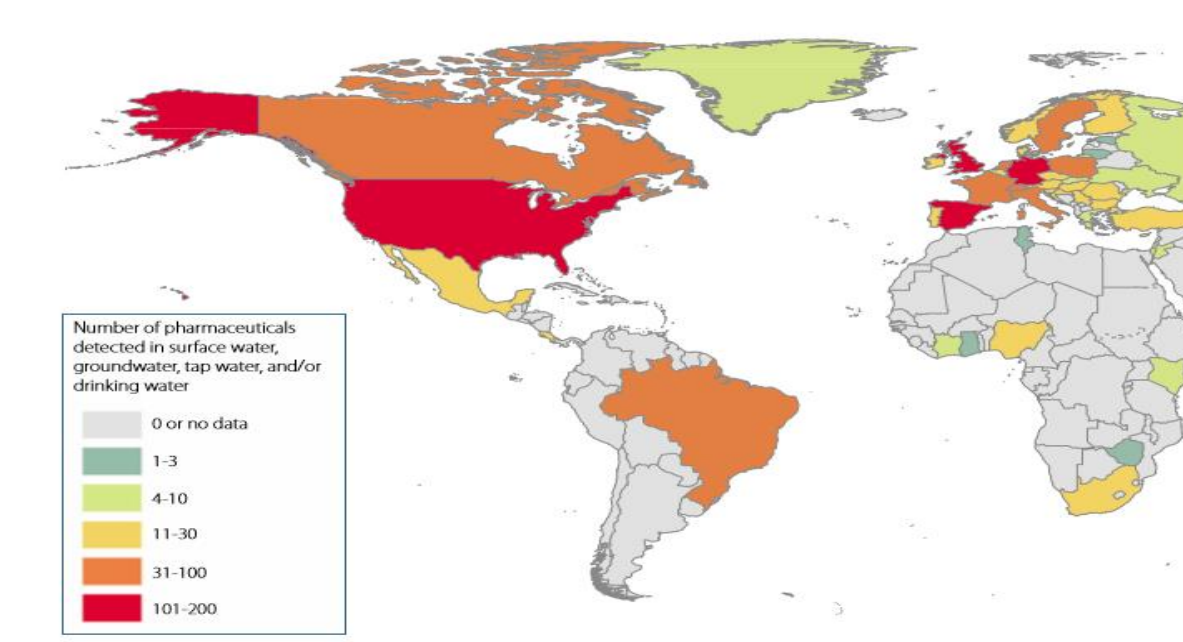 Number of pharmaceuticals
detected in surface water,
groundwater, tap water, and/or
drinking water
0 or no data
1-3
4-10
11-30
31-100
101-200